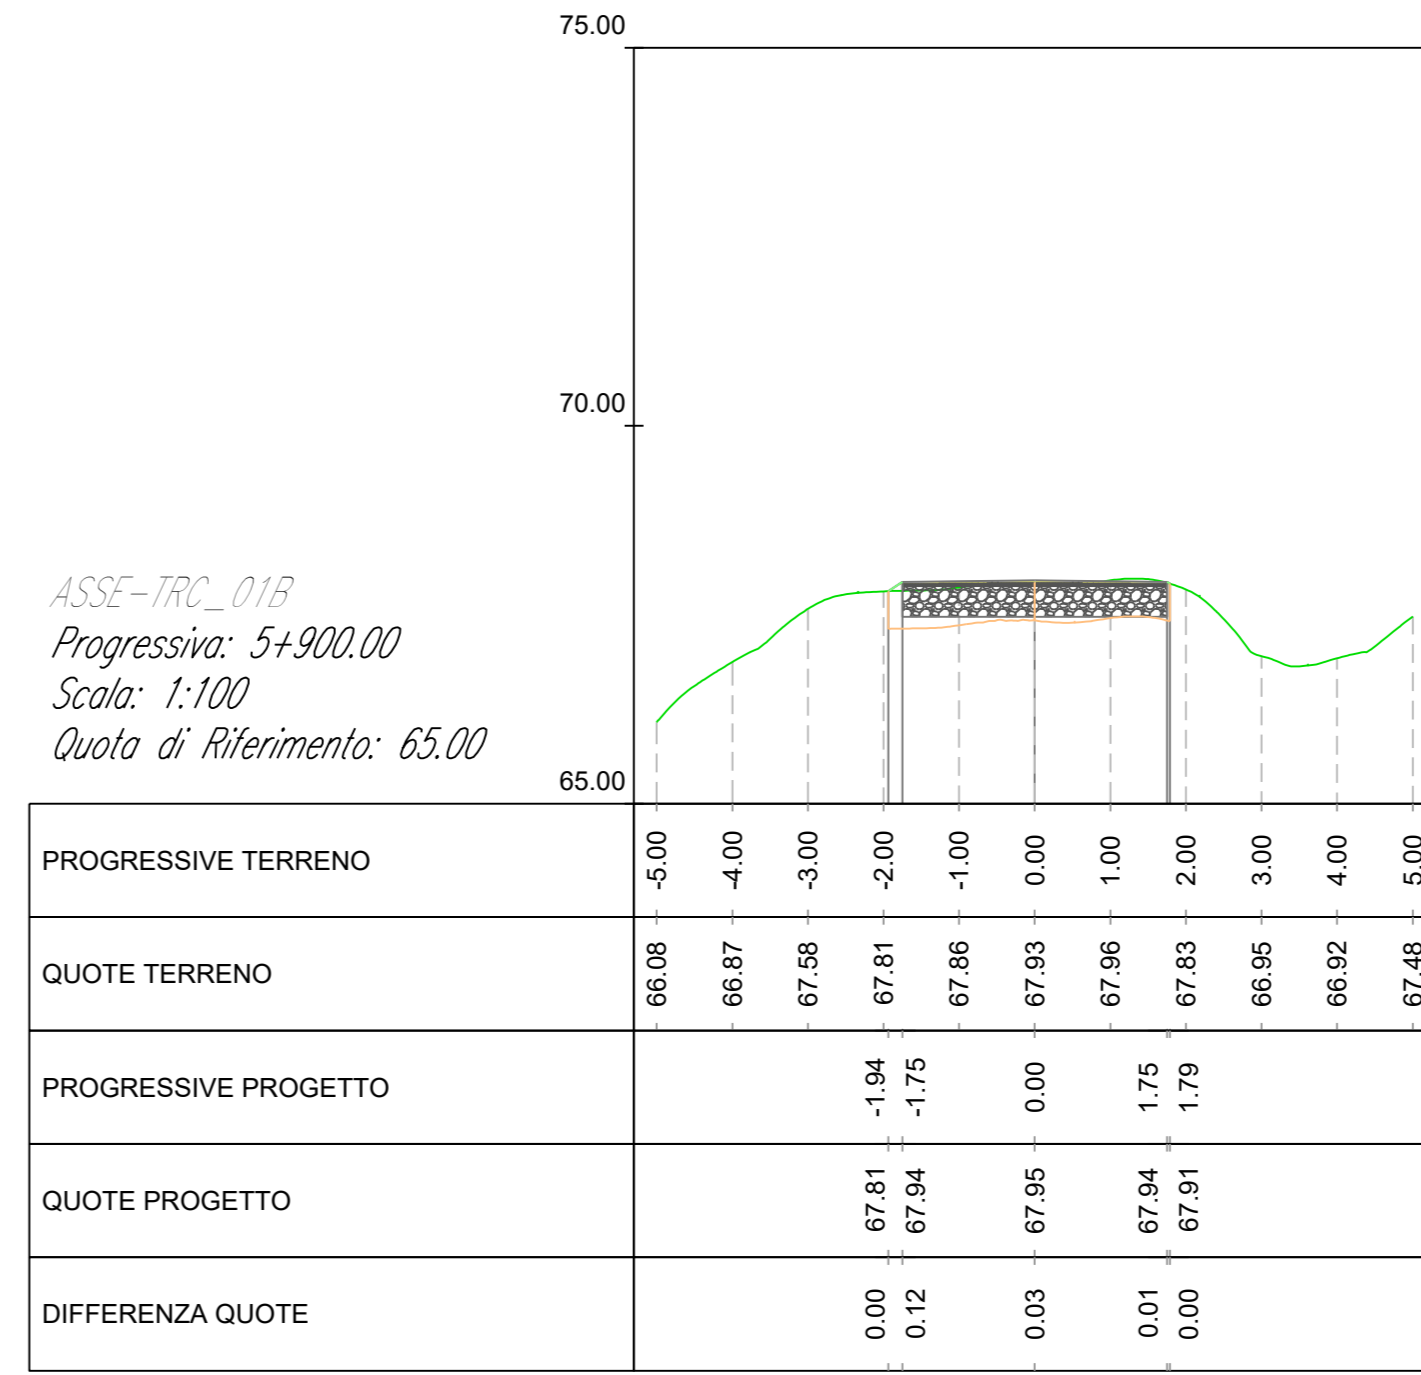 75.00
70.00
ASSE-TRC_01B
Progressiva: 5+900.00
Scala: 1:100
Quota di Riferimento: 65.00
65.00
PROGRESSIVE TERRENO -5.00 -4.00 -3.00 -2.00 -1.00 0.00 1.00 2.00 3.00 4.00 5.00
QUOTE TERRENO 66.08 66.87 67.58 67.81 67.86 67.93 67.96 67.83 66.95 66.92 67.48
PROGRESSIVE PROGETTO -1.94 -1.75 0.00 1.75 1.79
QUOTE PROGETTO 67.81 67.94 67.95 67.94 67.91
DIFFERENZA QUOTE 0.00 0.12 0.03 0.01 0.00